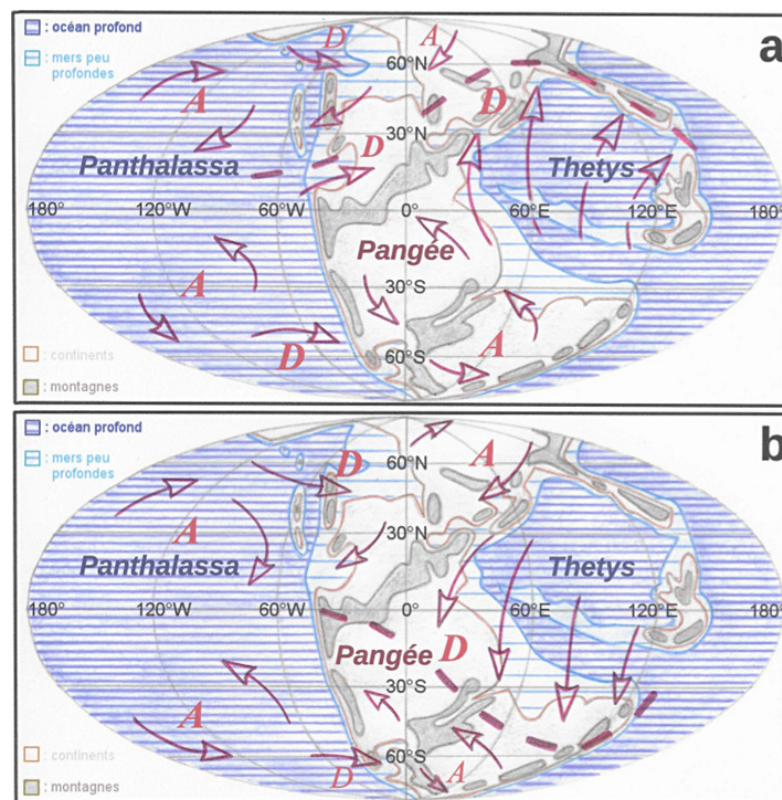 : océan profond
: mers peu
profondes
a
D
A
60°N
A
D
30°N
D
Panthalassa
Thetys
180°
120°W
60°W
0°
60°E
120°E
180°
Pangée
A
30°S
A
D
60°S
: continents
: montagnes
: océan profond
: mers peu
profondes
b
D
A
60°N
A
30°N
Panthalassa
Thetys
180°
120°W
60°W
0°
60°E
120°E
180°
Pangée
D
30°S
A
60°S
D
A
: continents
: montagnes